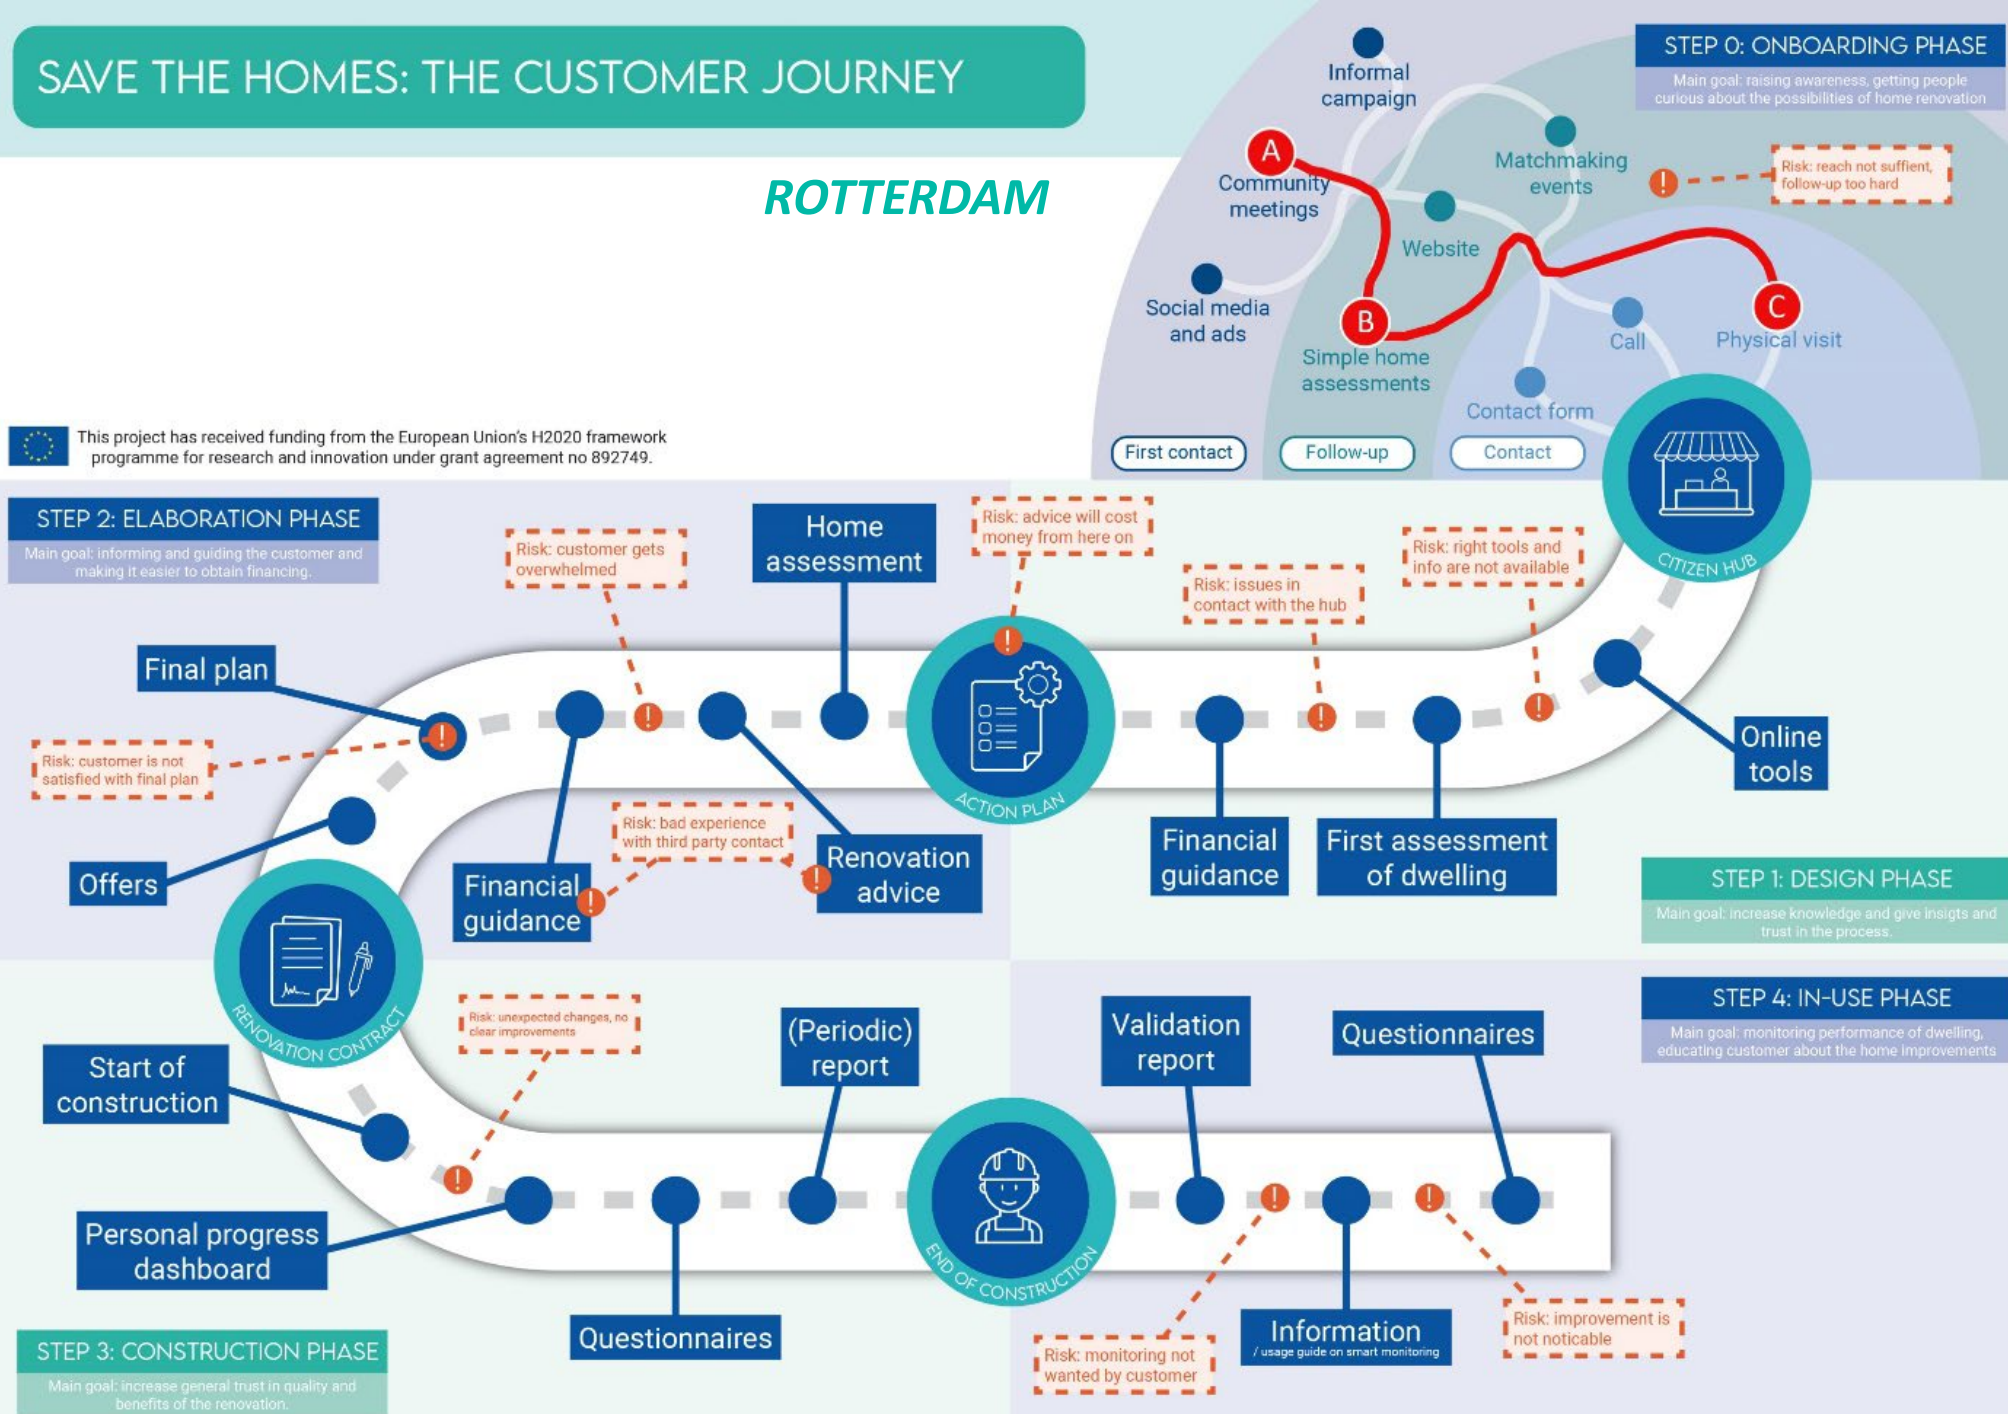 SAVE THE HOMES: THE CUSTOMER JOURNEY
ROTTERDAM
This project has received funding from the European Union's H2020 framework
programme for research and innovation under grant agreement no 892749.
STEP 0: ONBOARDING PHASE
Main goal: raising awareness, getting people
curious about the possibilities of home renovation
Informal
campaign
A
Community
meetings
Matchmaking
events
!
Risk: reach not suffient,
follow-up too hard
Website
Social media
and ads
B
Simple home
assessments
C
Physical visit
Call
Contact form
First contact
Follow-up
Contact
CITIZEN HUB
STEP 2: ELABORATION PHASE
Main goal: informing and guiding the customer and
making it easier to obtain financing.
Risk: customer gets
overwhelmed
!
Home
assessment
Risk: advice will cost
money from here on
!
Risk: issues in
contact with the hub
!
Risk: right tools and
info are not available
!
Final plan
!
Risk: customer is not
satisfied with final plan
ACTION PLAN
Online
tools
Offers
Risk: bad experience
with third party contact
Financial
guidance
!
!
Renovation
advice
Financial
guidance
First assessment
of dwelling
STEP 1: DESIGN PHASE
Main goal: increase knowledge and give insigts and
trust in the process.
RENOVATION CONTRACT
Start of
construction
Risk: unexpected changes, no
clear improvements
!
(Periodic)
report
Validation
report
Questionnaires
STEP 4: IN-USE PHASE
Main goal: monitoring performance of dwelling,
educating customer about the home improvements
Personal progress
dashboard
Questionnaires
END OF CONSTRUCTION
!
!
Risk: monitoring not
wanted by customer
Information
/ usage guide on smart monitoring
Risk: improvement is
not noticable
STEP 3: CONSTRUCTION PHASE
Main goal: increase general trust in quality and
benefits of the renovation.